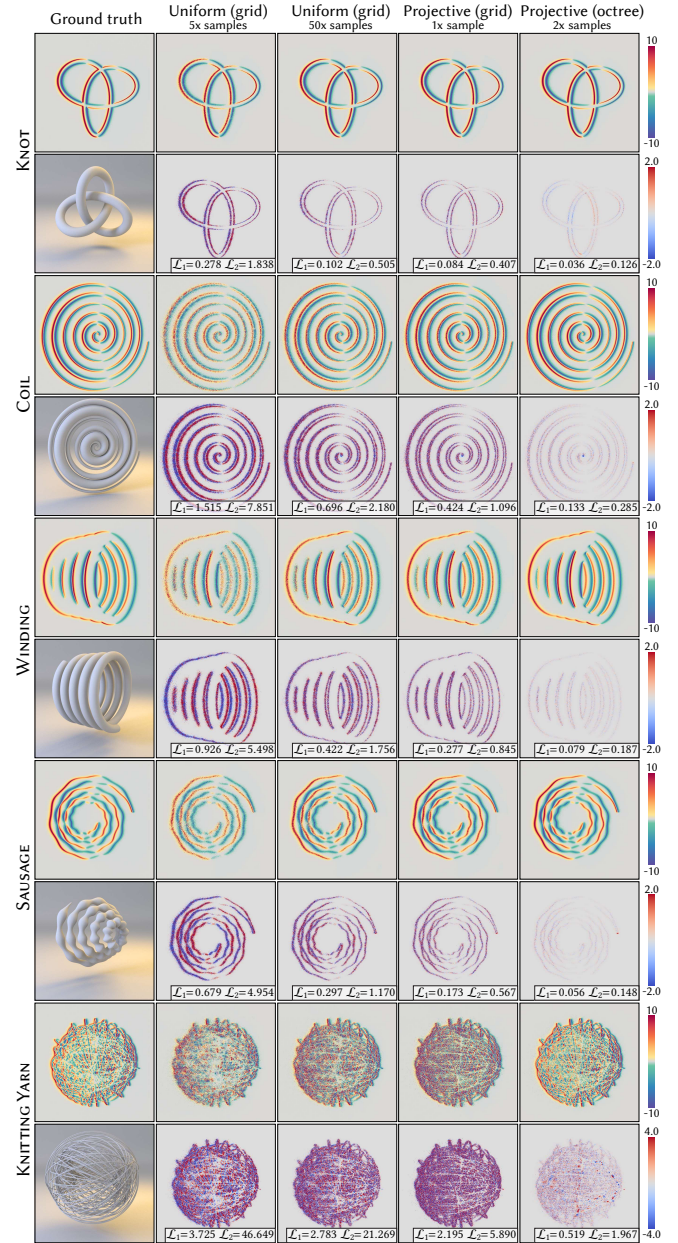 Ground truth
Uniform (grid)
5x samples
Uniform (grid)
50x samples
Projective (grid)
1x sample
Projective (octree)
2x samples
KNOT
10
-10
2.0
-2.0
ℒ₁=0.278 ℒ₂=1.838
ℒ₁=0.102 ℒ₂=0.505
ℒ₁=0.084 ℒ₂=0.407
ℒ₁=0.036 ℒ₂=0.126
COIL
10
-10
2.0
-2.0
ℒ₁=1.515 ℒ₂=7.851
ℒ₁=0.696 ℒ₂=2.180
ℒ₁=0.424 ℒ₂=1.096
ℒ₁=0.133 ℒ₂=0.285
WINDING
10
-10
2.0
-2.0
ℒ₁=0.926 ℒ₂=5.498
ℒ₁=0.422 ℒ₂=1.756
ℒ₁=0.277 ℒ₂=0.845
ℒ₁=0.079 ℒ₂=0.187
SAUSAGE
10
-10
2.0
-2.0
ℒ₁=0.679 ℒ₂=4.954
ℒ₁=0.297 ℒ₂=1.170
ℒ₁=0.173 ℒ₂=0.567
ℒ₁=0.056 ℒ₂=0.148
KNITTING YARN
10
-10
4.0
-4.0
ℒ₁=3.725 ℒ₂=46.649
ℒ₁=2.783 ℒ₂=21.269
ℒ₁=2.195 ℒ₂=5.890
ℒ₁=0.519 ℒ₂=1.967